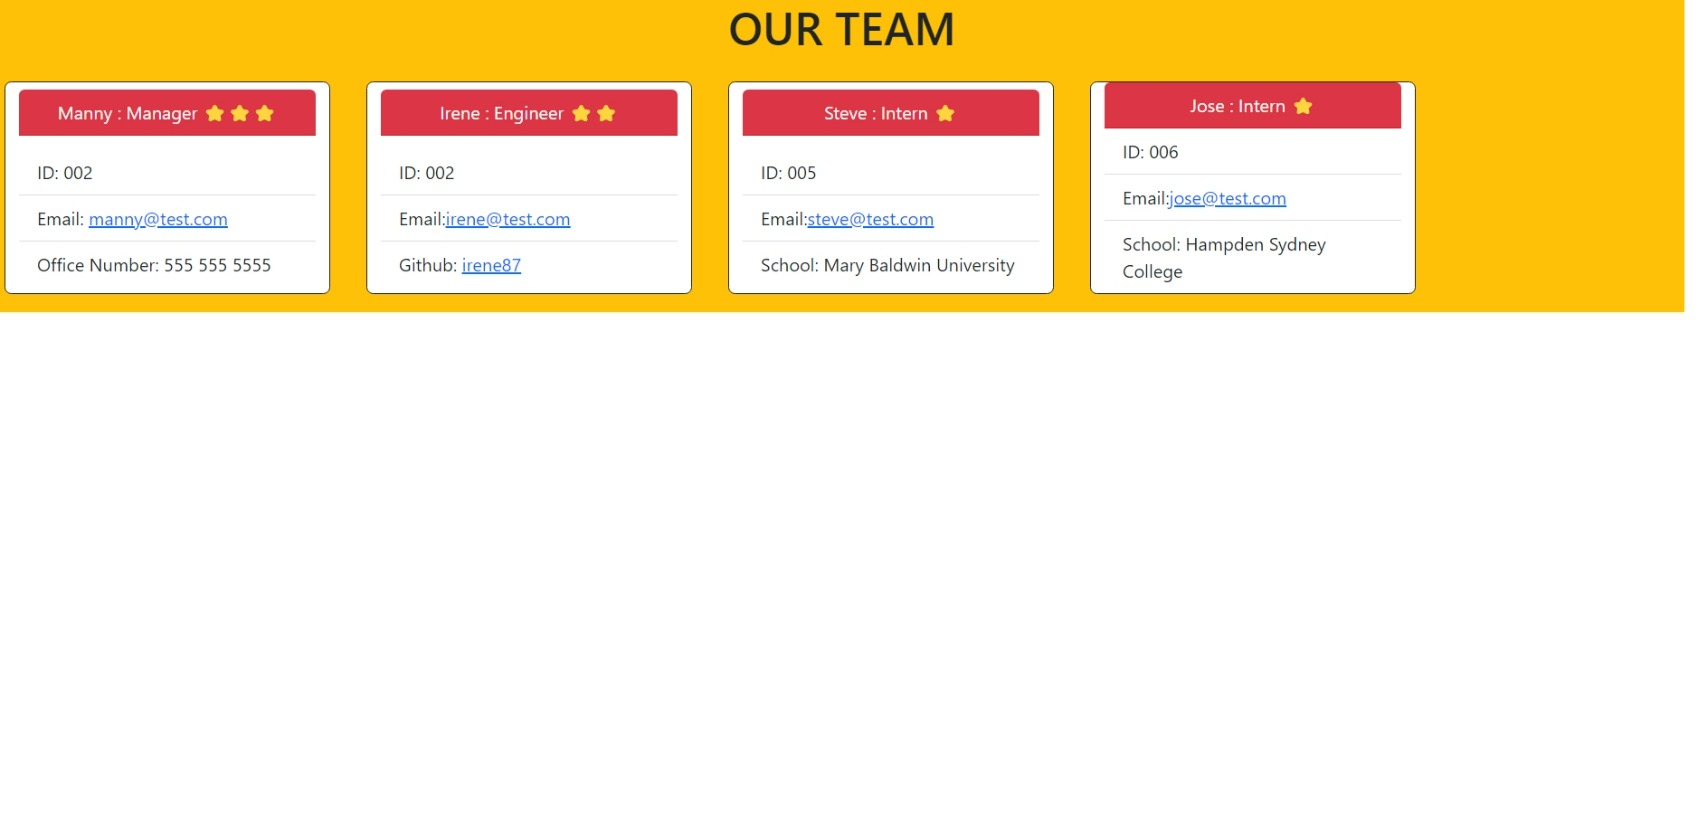 OUR TEAM
Manny : Manager
ID: 002
Email: manny@test.com
Office Number: 555 555 5555
Irene : Engineer
ID: 002
Email:irene@test.com
Github: irene87
Steve : Intern
ID: 005
Email:steve@test.com
School: Mary Baldwin University
Jose : Intern
ID: 006
Email:jose@test.com
School: Hampden Sydney
College